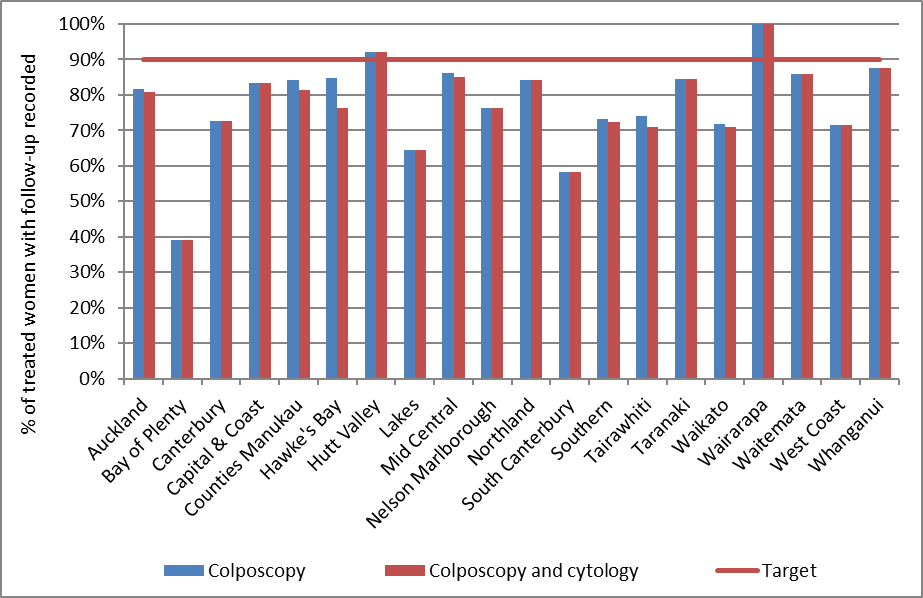 % of treated women with follow-up recorded
100%
90%
80%
70%
60%
50%
40%
30%
20%
10%
0%
Auckland
Bay of Plenty
Canterbury
Capital & Coast
Counties Manukau
Hawke's Bay
Hutt Valley
Lakes
Mid Central
Nelson Marlborough
Northland
South Canterbury
Southern
Tairawhiti
Taranaki
Waikato
Wairarapa
Waitemata
West Coast
Whanganui
Colposcopy
Colposcopy and cytology
Target